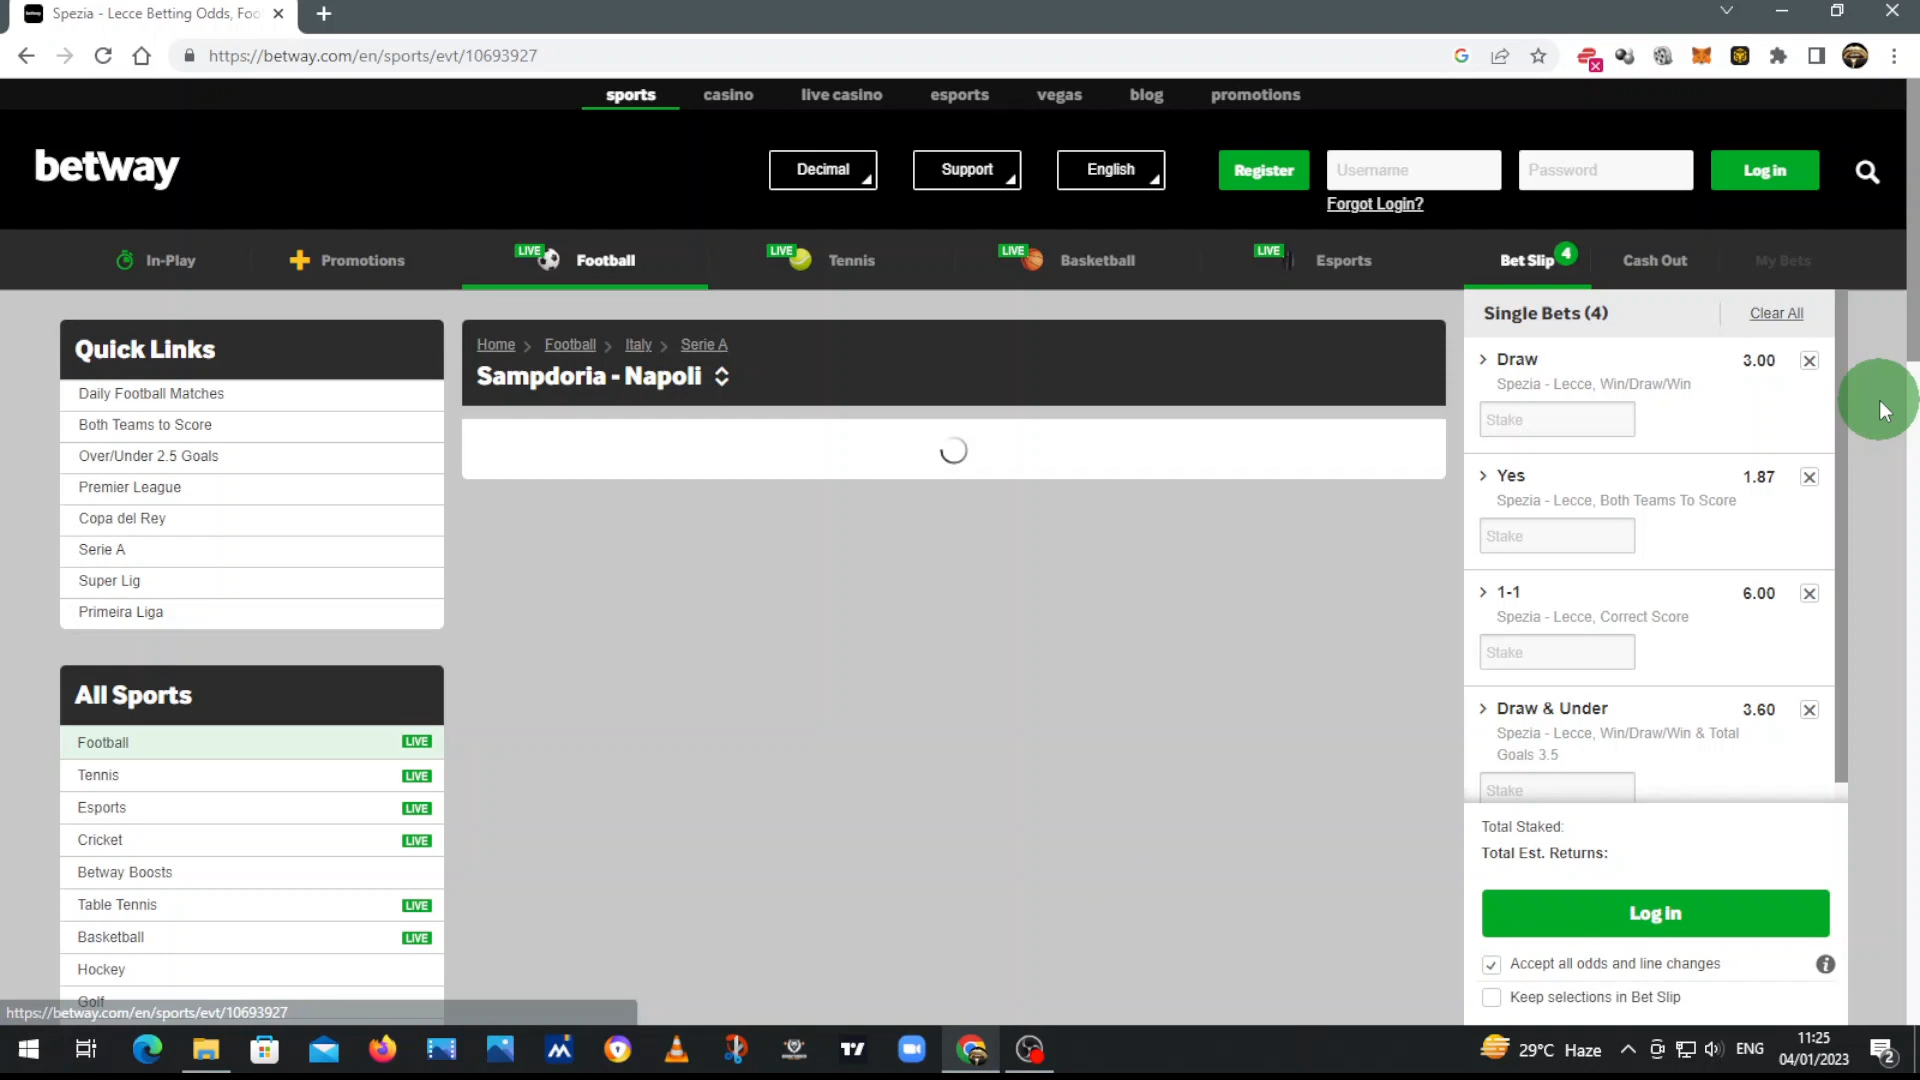 Spezia - Lecce Betting Odds, Foo
https://betway.com/en/sports/evt/10693927
sports casino live casino esports vegas blog promotions
betway
Decimal
Support
English
Register
Username
Password
Log in
Forgot Login?
In-Play
Promotions
LIVE Football
LIVE Tennis
LIVE Basketball
LIVE Esports
Bet Slip 4
Cash Out
My Bets
Quick Links
Daily Football Matches
Both Teams to Score
Over/Under 2.5 Goals
Premier League
Copa del Rey
Serie A
Super Lig
Primeira Liga
All Sports
Football LIVE
Tennis LIVE
Esports LIVE
Cricket LIVE
Betway Boosts
Table Tennis LIVE
Basketball LIVE
Hockey
Golf
Home > Football > Italy > Serie A
Sampdoria - Napoli
Single Bets (4) Clear All
Draw 3.00
Spezia - Lecce, Win/Draw/Win
Stake
Yes 1.87
Spezia - Lecce, Both Teams To Score
Stake
1-1 6.00
Spezia - Lecce, Correct Score
Stake
Draw & Under 3.60
Spezia - Lecce, Win/Draw/Win & Total
Goals 3.5
Stake
Total Staked:
Total Est. Returns:
Log in
Accept all odds and line changes
Keep selections in Bet Slip
https://betway.com/en/sports/evt/10693927
29°C Haze
ENG
11:25
04/01/2023
2